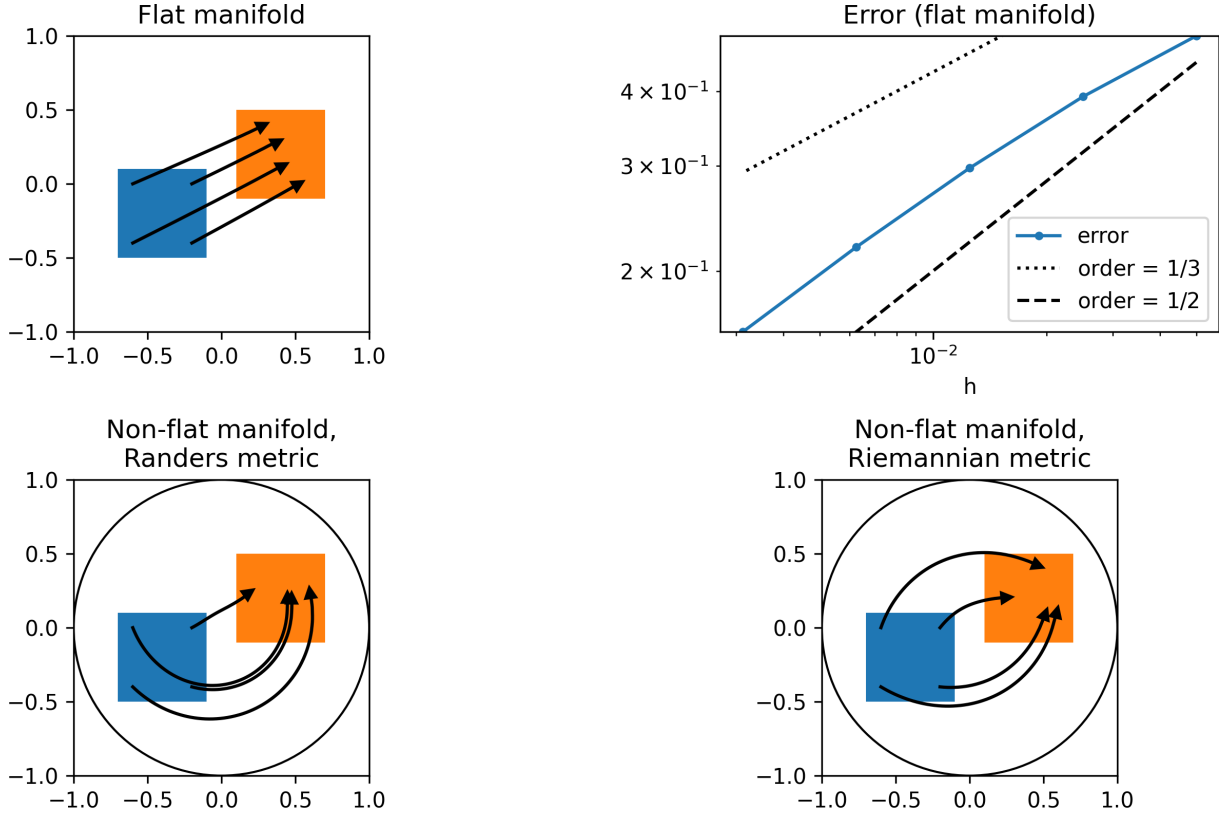 Flat manifold
1.0
0.5
0.0
−0.5
−1.0
−1.0 −0.5 0.0 0.5 1.0
Error (flat manifold)
4 × 10⁻¹
3 × 10⁻¹
2 × 10⁻¹
error
order = 1/3
order = 1/2
10⁻²
h
Non-flat manifold,
Randers metric
1.0
0.5
0.0
−0.5
−1.0
−1.0 −0.5 0.0 0.5 1.0
Non-flat manifold,
Riemannian metric
1.0
0.5
0.0
−0.5
−1.0
−1.0 −0.5 0.0 0.5 1.0